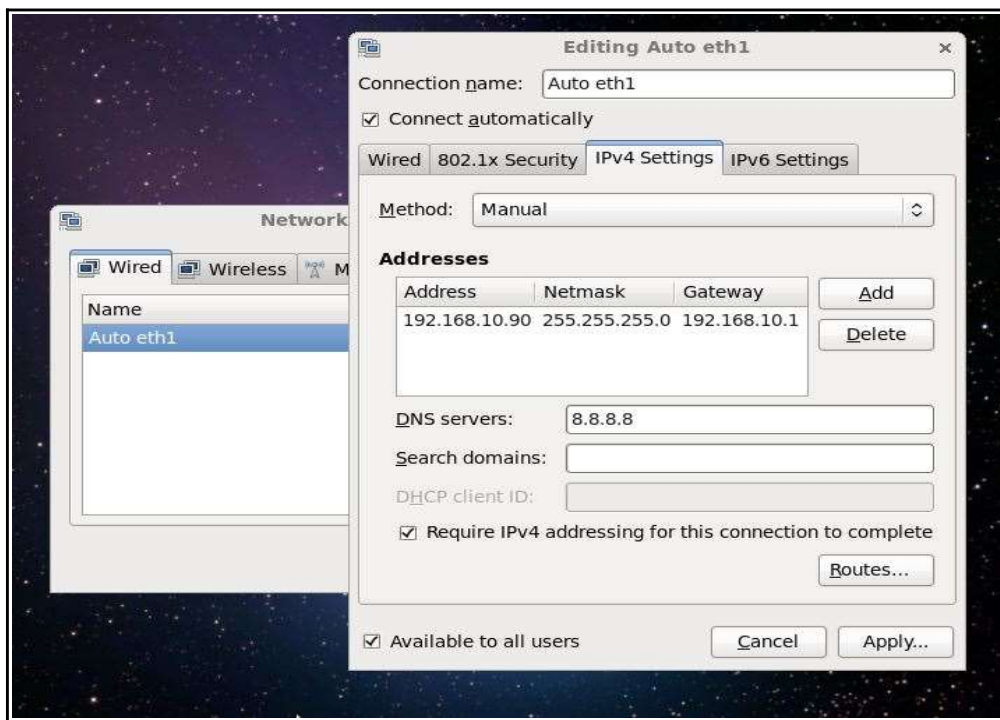 Editing Auto eth1
Connection name: Auto eth1
Connect automatically
Wired 802.1x Security IPv4 Settings IPv6 Settings
Method: Manual
Addresses
Address Netmask Gateway
192.168.10.90 255.255.255.0 192.168.10.1
Add
Delete
DNS servers: 8.8.8.8
Search domains:
DHCP client ID:
Require IPv4 addressing for this connection to complete
Routes...
Available to all users
Cancel Apply...
Network
Wired Wireless M
Name
Auto eth1